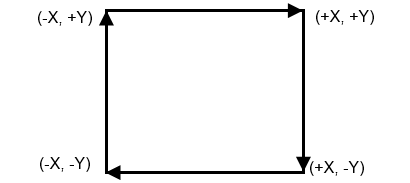 (-X, +Y)
(+X, +Y)
(-X, -Y)
(+X, -Y)